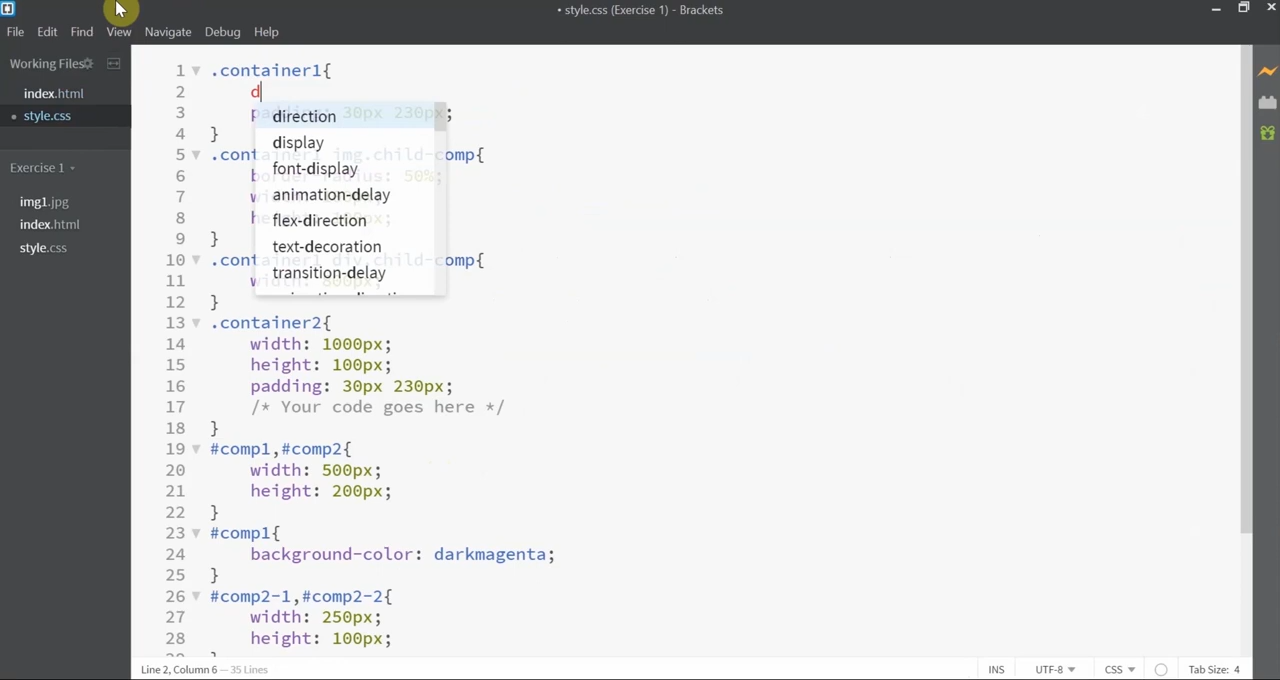 • style.css (Exercise 1) - Brackets
File Edit Find View Navigate Debug Help
Working Files
index.html
• style.css
Exercise 1
img1.jpg
index.html
style.css
1 .container1{
2 d
3 padding: 30px 230px;
4 }
5 .container1 img.child-comp{
6 border-radius: 50%;
7
8
9 }
10 .container1 div.child-comp{
11 width: 800px;
12 }
13 .container2{
14 width: 1000px;
15 height: 100px;
16 padding: 30px 230px;
17 /* Your code goes here */
18 }
19 #comp1,#comp2{
20 width: 500px;
21 height: 200px;
22 }
23 #comp1{
24 background-color: darkmagenta;
25 }
26 #comp2-1,#comp2-2{
27 width: 250px;
28 height: 100px;
direction
display
font-display
animation-delay
flex-direction
text-decoration
transition-delay
Line 2, Column 6 — 35 Lines
INS UTF-8 CSS Tab Size: 4